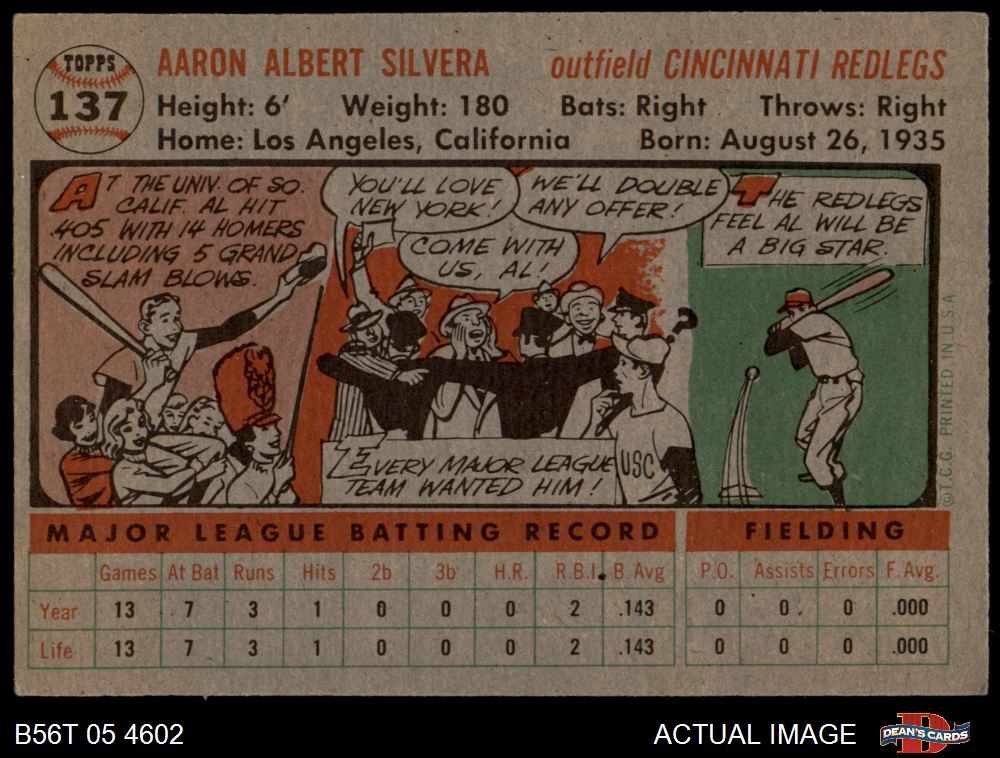 TOPPS
137
AARON ALBERT SILVERA outfield CINCINNATI REDLEGS
Height: 6' Weight: 180 Bats: Right Throws: Right
Home: Los Angeles, California Born: August 26, 1935
AT THE UNIV. OF SO.
CALIF. AL HIT
.405 WITH 14 HOMERS
INCLUDING 5 GRAND
SLAM BLOWS.
YOU'LL LOVE
NEW YORK!
WE'LL DOUBLE
ANY OFFER!
COME WITH
US, AL!
?
USC
EVERY MAJOR LEAGUE
TEAM WANTED HIM!
THE REDLEGS
FEEL AL WILL BE
A BIG STAR.
©T.C.G. PRINTED IN U.S.A
MAJOR LEAGUE BATTING RECORD FIELDING
Games At Bat Runs Hits 2b 3b H.R. R.B.I. B. Avg P.O. Assists Errors F. Avg.
Year 13 7 3 1 0 0 0 2 .143 0 0 0 .000
Life 13 7 3 1 0 0 0 2 .143 0 0 0 .000
B56T 05 4602 ACTUAL IMAGE
D
DEAN'S CARDS